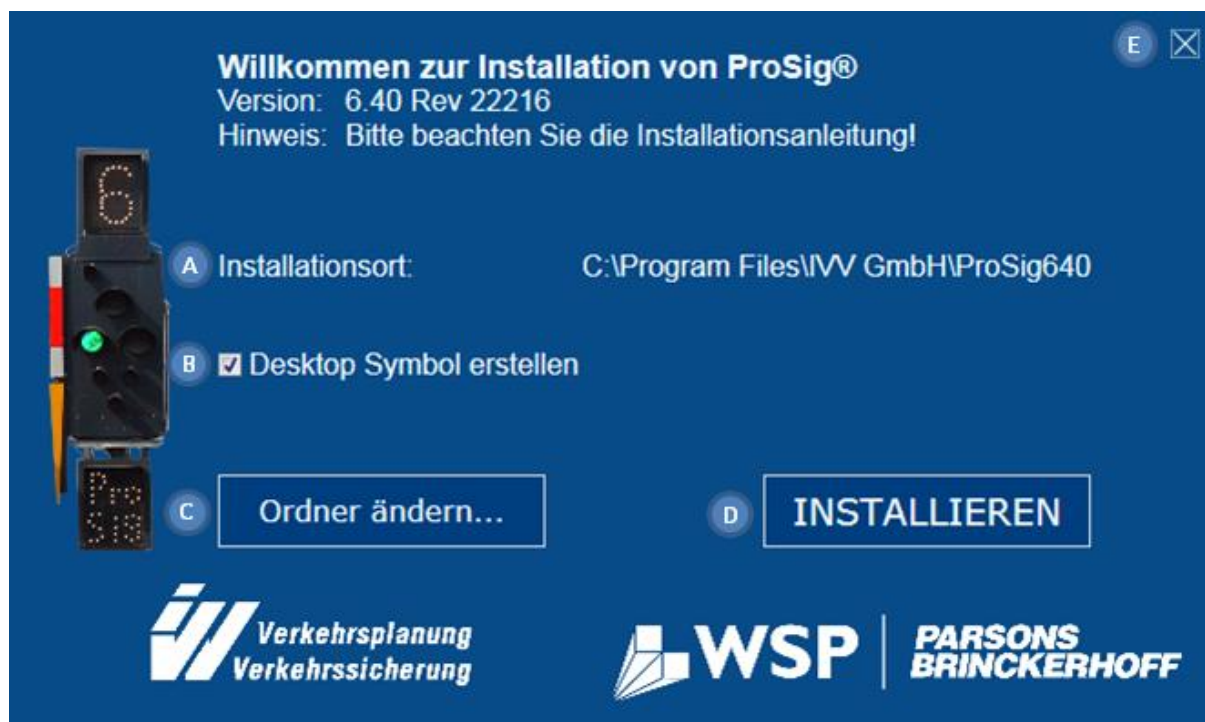 E
Willkommen zur Installation von ProSig®
Version: 6.40 Rev 22216
Hinweis: Bitte beachten Sie die Installationsanleitung!
6
A Installationsort: C:\Program Files\IVV GmbH\ProSig640
B Desktop Symbol erstellen
C Ordner ändern...
D INSTALLIEREN
Pro
Sig
IVV Verkehrsplanung
Verkehrssicherung
WSP PARSONS
BRINCKERHOFF